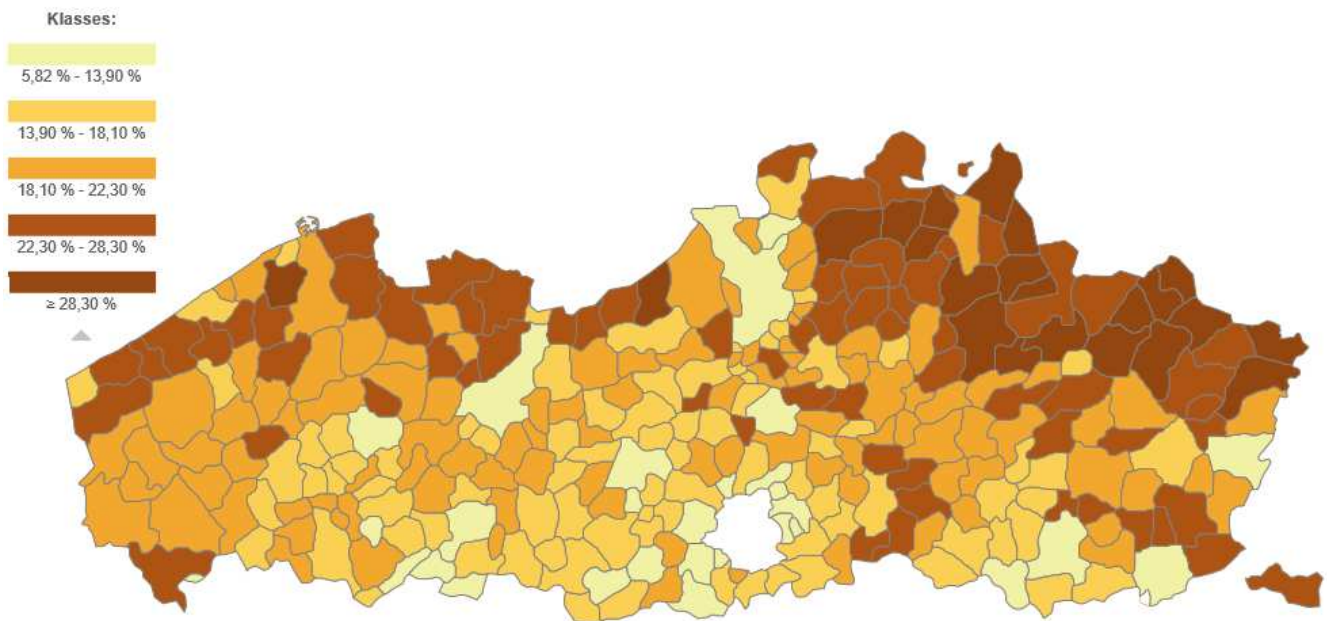 Klasses:
5,82 % - 13,90 %
13,90 % - 18,10 %
18,10 % - 22,30 %
22,30 % - 28,30 %
≥ 28,30 %